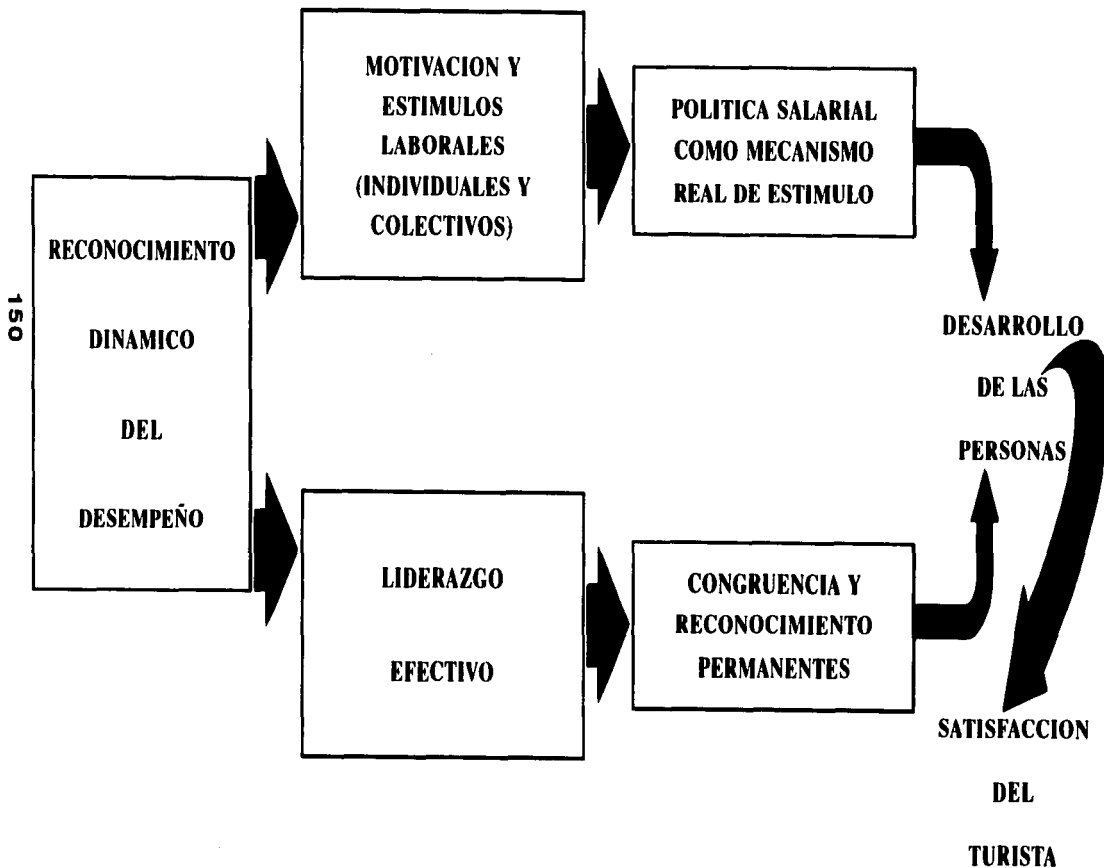 RECONOCIMIENTO
DINAMICO
DEL
DESEMPEÑO
MOTIVACION Y
ESTIMULOS
LABORALES
(INDIVIDUALES Y
COLECTIVOS)
POLITICA SALARIAL
COMO MECANISMO
REAL DE ESTIMULO
LIDERAZGO
EFECTIVO
CONGRUENCIA Y
RECONOCIMIENTO
PERMANENTES
DESARROLLO
DE LAS
PERSONAS
SATISFACCION
DEL
TURISTA
150